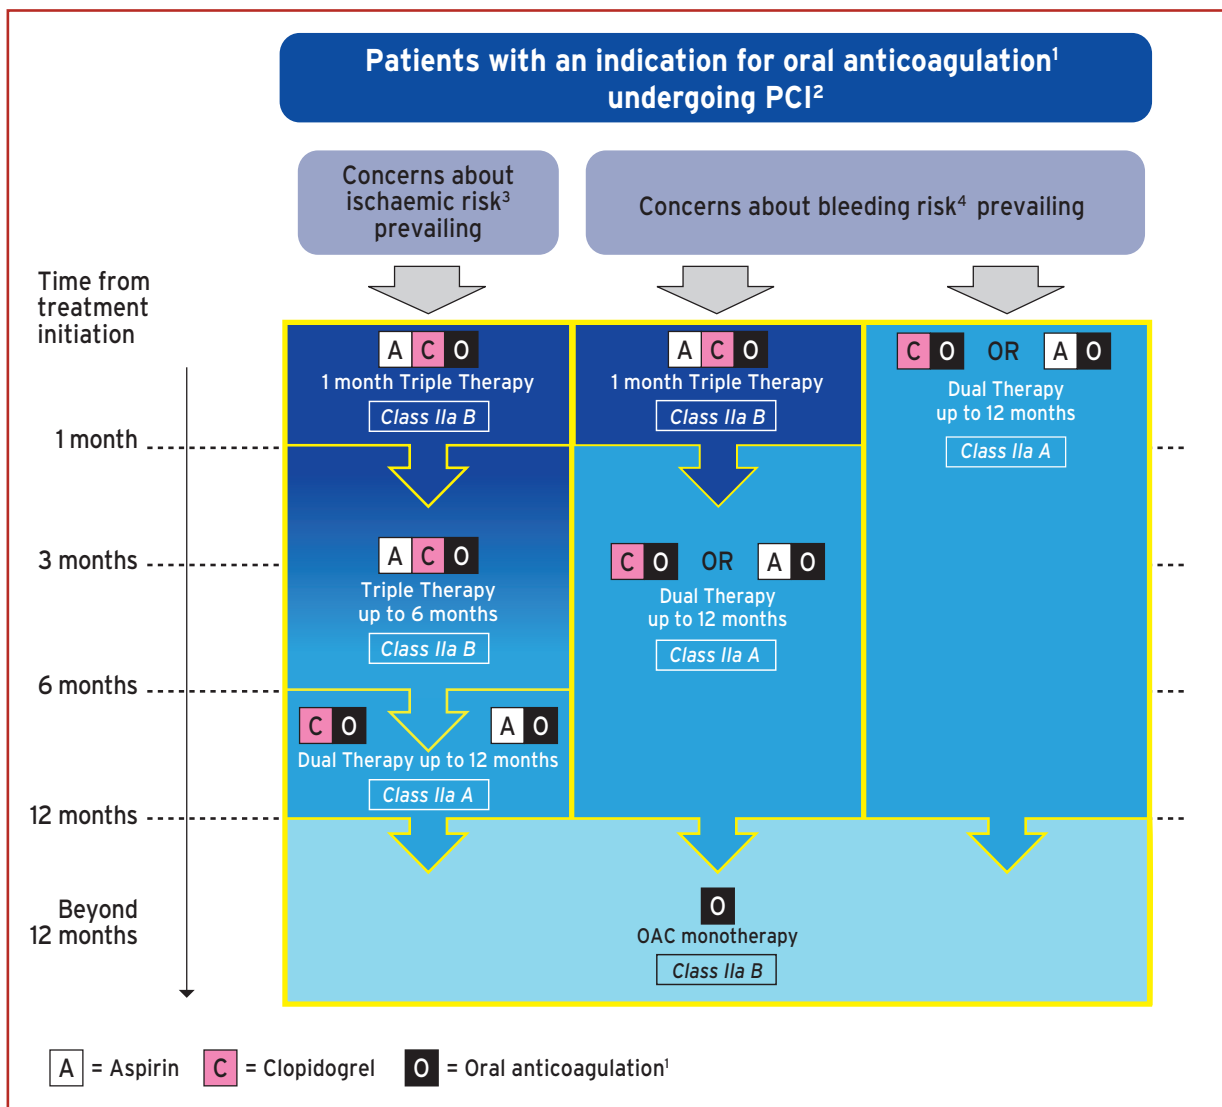 Patients with an indication for oral anticoagulation¹
undergoing PCI²
Concerns about
ischaemic risk³
prevailing
Concerns about bleeding risk⁴ prevailing
Time from
treatment
initiation
A C O
1 month Triple Therapy
Class IIa B
A C O
1 month Triple Therapy
Class IIa B
C O OR A O
Dual Therapy
up to 12 months
Class IIa A
1 month
3 months
A C O
Triple Therapy
up to 6 months
Class IIa B
C O OR A O
Dual Therapy
up to 12 months
Class IIa A
6 months
C O A O
Dual Therapy up to 12 months
Class IIa A
12 months
Beyond
12 months
O
OAC monotherapy
Class IIa B
A = Aspirin C = Clopidogrel O = Oral anticoagulation¹